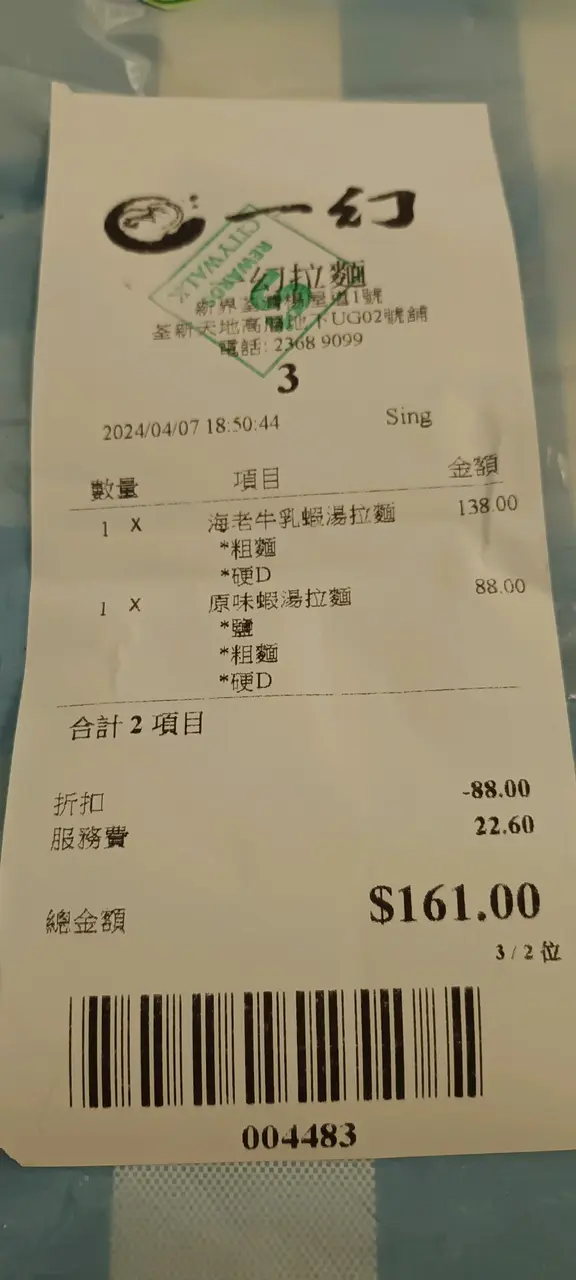 一幻
CITYWALK
REWARDS
一幻拉麵
新界荃灣楊屋道1號
荃新天地高層地下UG02號舖
電話: 2368 9099
3
2024/04/07 18:50:44 Sing
數量 項目 金額
1 X 海老牛乳蝦湯拉麵 138.00
*粗麵
*硬D
1 X 原味蝦湯拉麵 88.00
*鹽
*粗麵
*硬D
合計 2 項目
折扣 -88.00
服務費 22.60
總金額 $161.00
3 / 2 位
004483